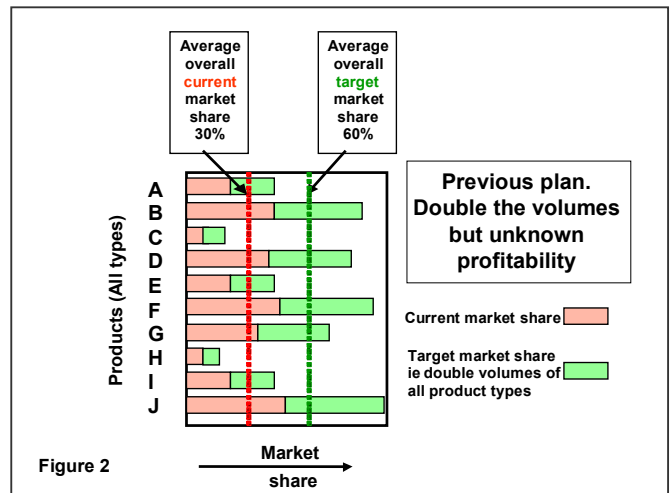 Average
overall
current
market
share
30%
Average
overall
target
market
share
60%
Products (All types)
A
B
C
D
E
F
G
H
I
J
Previous plan.
Double the volumes
but unknown
profitability
Current market share
Target market share
ie double volumes of
all product types
Market
share
Figure 2